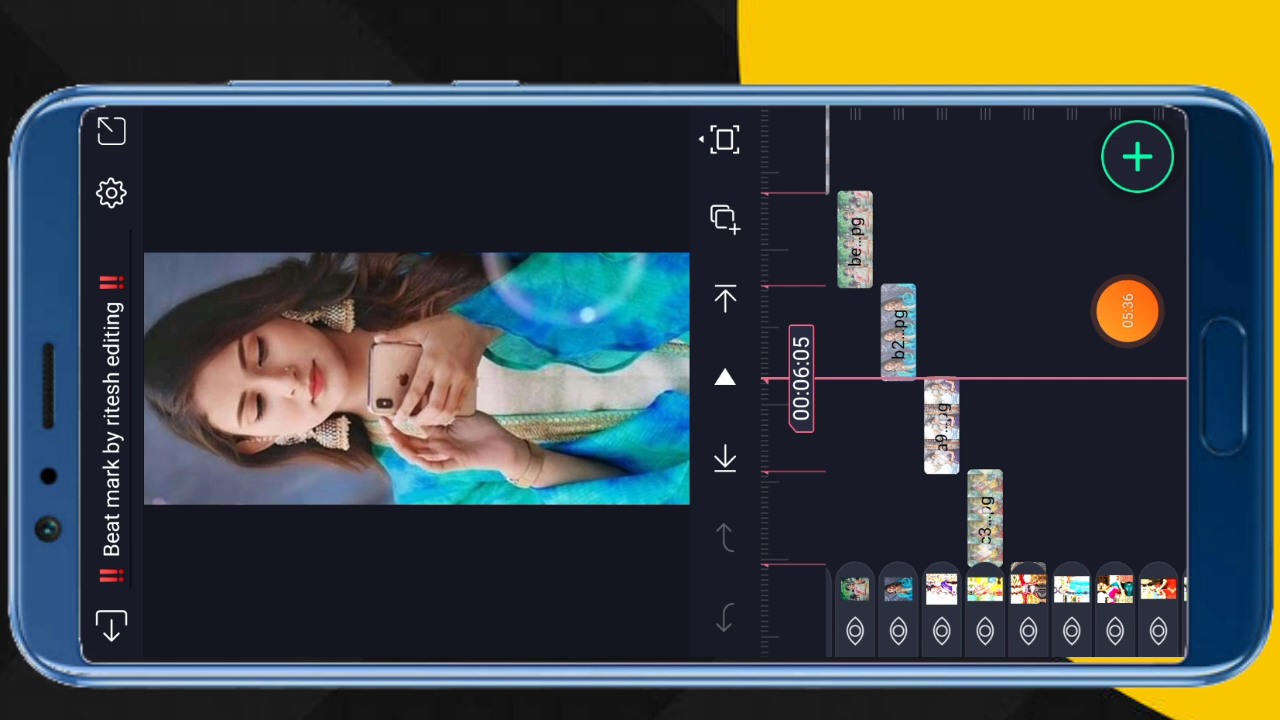 ‼️ Beat mark by ritesh editing ‼️
00:06:05
be...pg
b2...pg
a9...pg
c3...pg
05:36